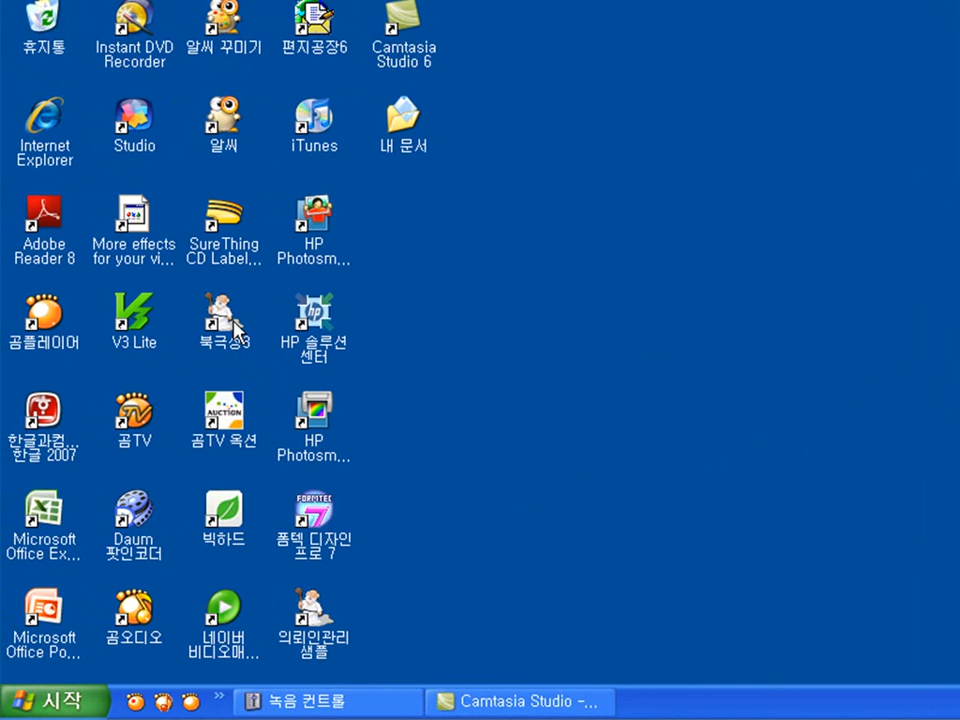 휴지통
Instant DVD
Recorder
알씨 꾸미기
편지공장6
Camtasia
Studio 6
Internet
Explorer
Studio
알씨
iTunes
내 문서
Adobe
Reader 8
More effects
for your vi...
SureThing
CD Label...
HP
Photosm...
곰플레이어
V3 Lite
북극성3
HP 솔루션
센터
한글과컴...
한글 2007
곰TV
AUCTION
곰TV 옥션
HP
Photosm...
Microsoft
Office Ex...
Daum
팟인코더
빅하드
FORMTEC
7
폼텍 디자인
프로 7
Microsoft
Office Po...
곰오디오
네이버
비디오매...
의뢰인관리
샘플
시작
녹음 컨트롤
Camtasia Studio -...